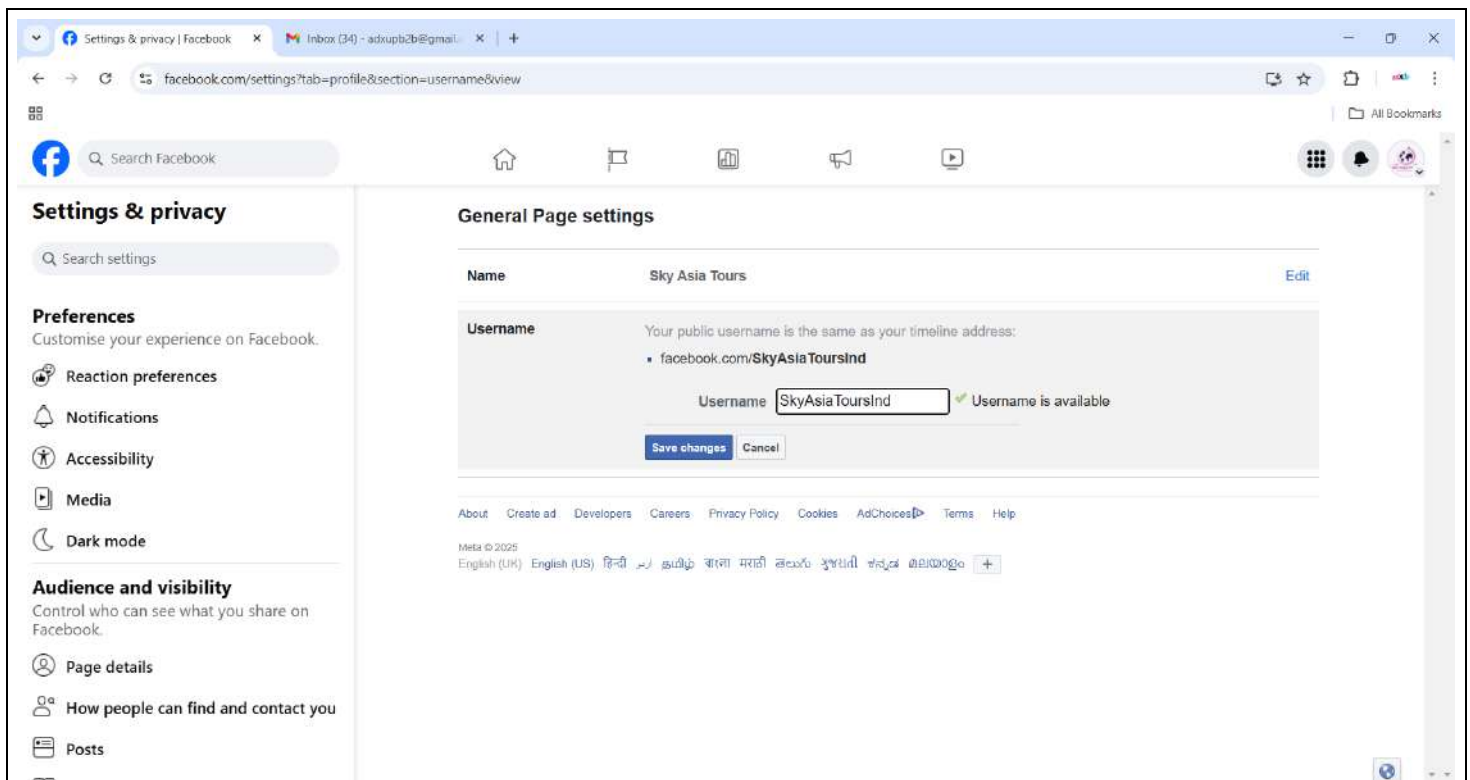 Settings & privacy | Facebook
Inbox (34) - adxupb2b@gmail.
facebook.com/settings?tab=profile&section=username&view
All Bookmarks
Search Facebook
Settings & privacy
Search settings
Preferences
Customise your experience on Facebook.
Reaction preferences
Notifications
Accessibility
Media
Dark mode
Audience and visibility
Control who can see what you share on
Facebook.
Page details
How people can find and contact you
Posts
General Page settings
Name Sky Asia Tours Edit
Username Your public username is the same as your timeline address:
facebook.com/SkyAsiaToursInd
Username SkyAsiaToursInd Username is available
Save changes Cancel
About Create ad Developers Careers Privacy Policy Cookies AdChoices Terms Help
Meta © 2025
English (UK) English (US) हिन्दी اردو தமிழ் বাংলা मराठी తెలుగు ગુજરાતી ಕನ್ನಡ മലയാളം